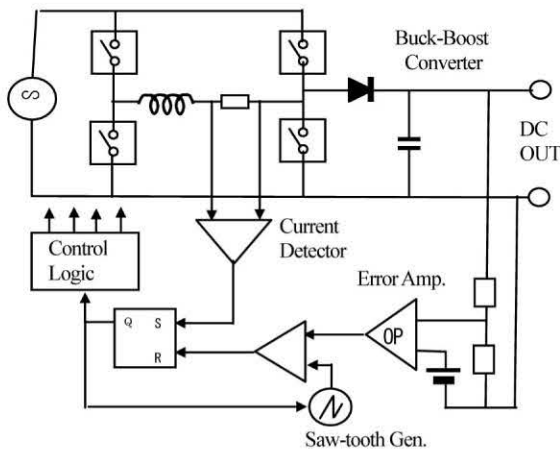 Buck-Boost
Converter
DC
OUT
S
Control
Logic
Current
Detector
Error Amp.
Q S
R
OP
Saw-tooth Gen.